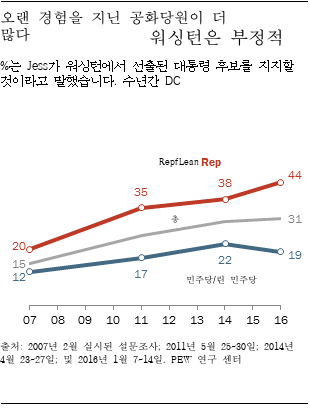 오랜 경험을 지닌 공화당원이 더
많다 워싱턴은 부정적
%는 Jess가 워싱턴에서 선출된 대통령 후보를 지지할
것이라고 말했습니다. 수년간 DC
RepfLean Rep
44
38
35
총
31
20
15
22
19
17
12
민주당/린 민주당
07 08 09 10 11 12 13 14 15 16
출처: 2007년 2월 실시된 설문조사; 2011년 5월 25-30일; 2014년
4월 23-27일; 및 2016년 1월 7-14일. PEW 연구 센터